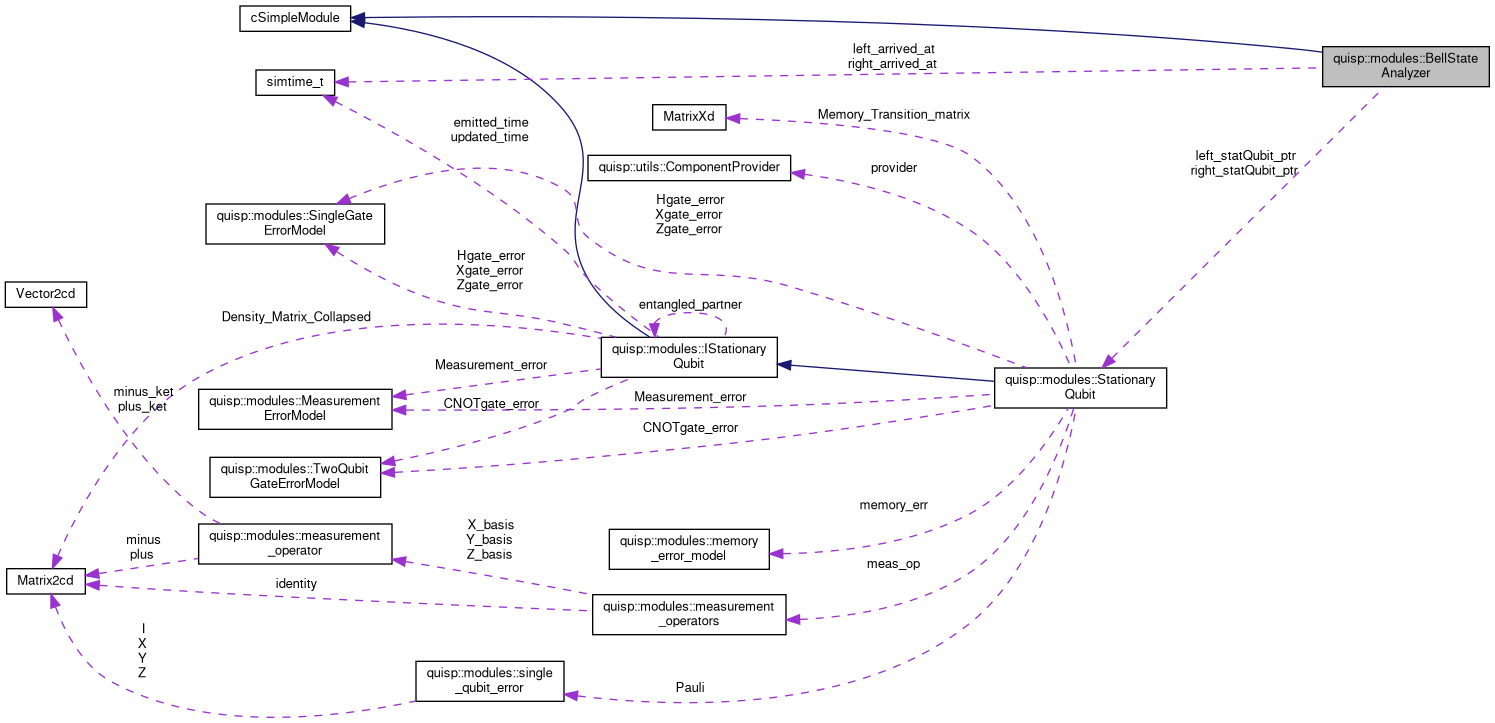 cSimpleModule
left_arrived_at
right_arrived_at
quisp::modules::BellState
Analyzer
simtime_t
MatrixXd
Memory_Transition_matrix
emitted_time
updated_time
quisp::utils::ComponentProvider
provider
left_statQubit_ptr
right_statQubit_ptr
quisp::modules::SingleGate
ErrorModel
Hgate_error
Xgate_error
Zgate_error
Hgate_error
Xgate_error
Zgate_error
Vector2cd
Density_Matrix_Collapsed
entangled_partner
quisp::modules::IStationary
Qubit
Measurement_error
quisp::modules::Stationary
Qubit
minus_ket
plus_ket
quisp::modules::Measurement
ErrorModel
CNOTgate_error
Measurement_error
CNOTgate_error
quisp::modules::TwoQubit
GateErrorModel
memory_err
quisp::modules::measurement
_operator
X_basis
Y_basis
Z_basis
minus
plus
quisp::modules::memory
_error_model
meas_op
Matrix2cd
identity
quisp::modules::measurement
_operators
I
X
Y
Z
quisp::modules::single
_qubit_error
Pauli